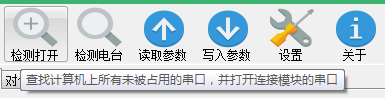 检测打开 检测电台 读取参数 写入参数 设置 关于
对
查找计算机上所有未被占用的串口，并打开连接模块的串口